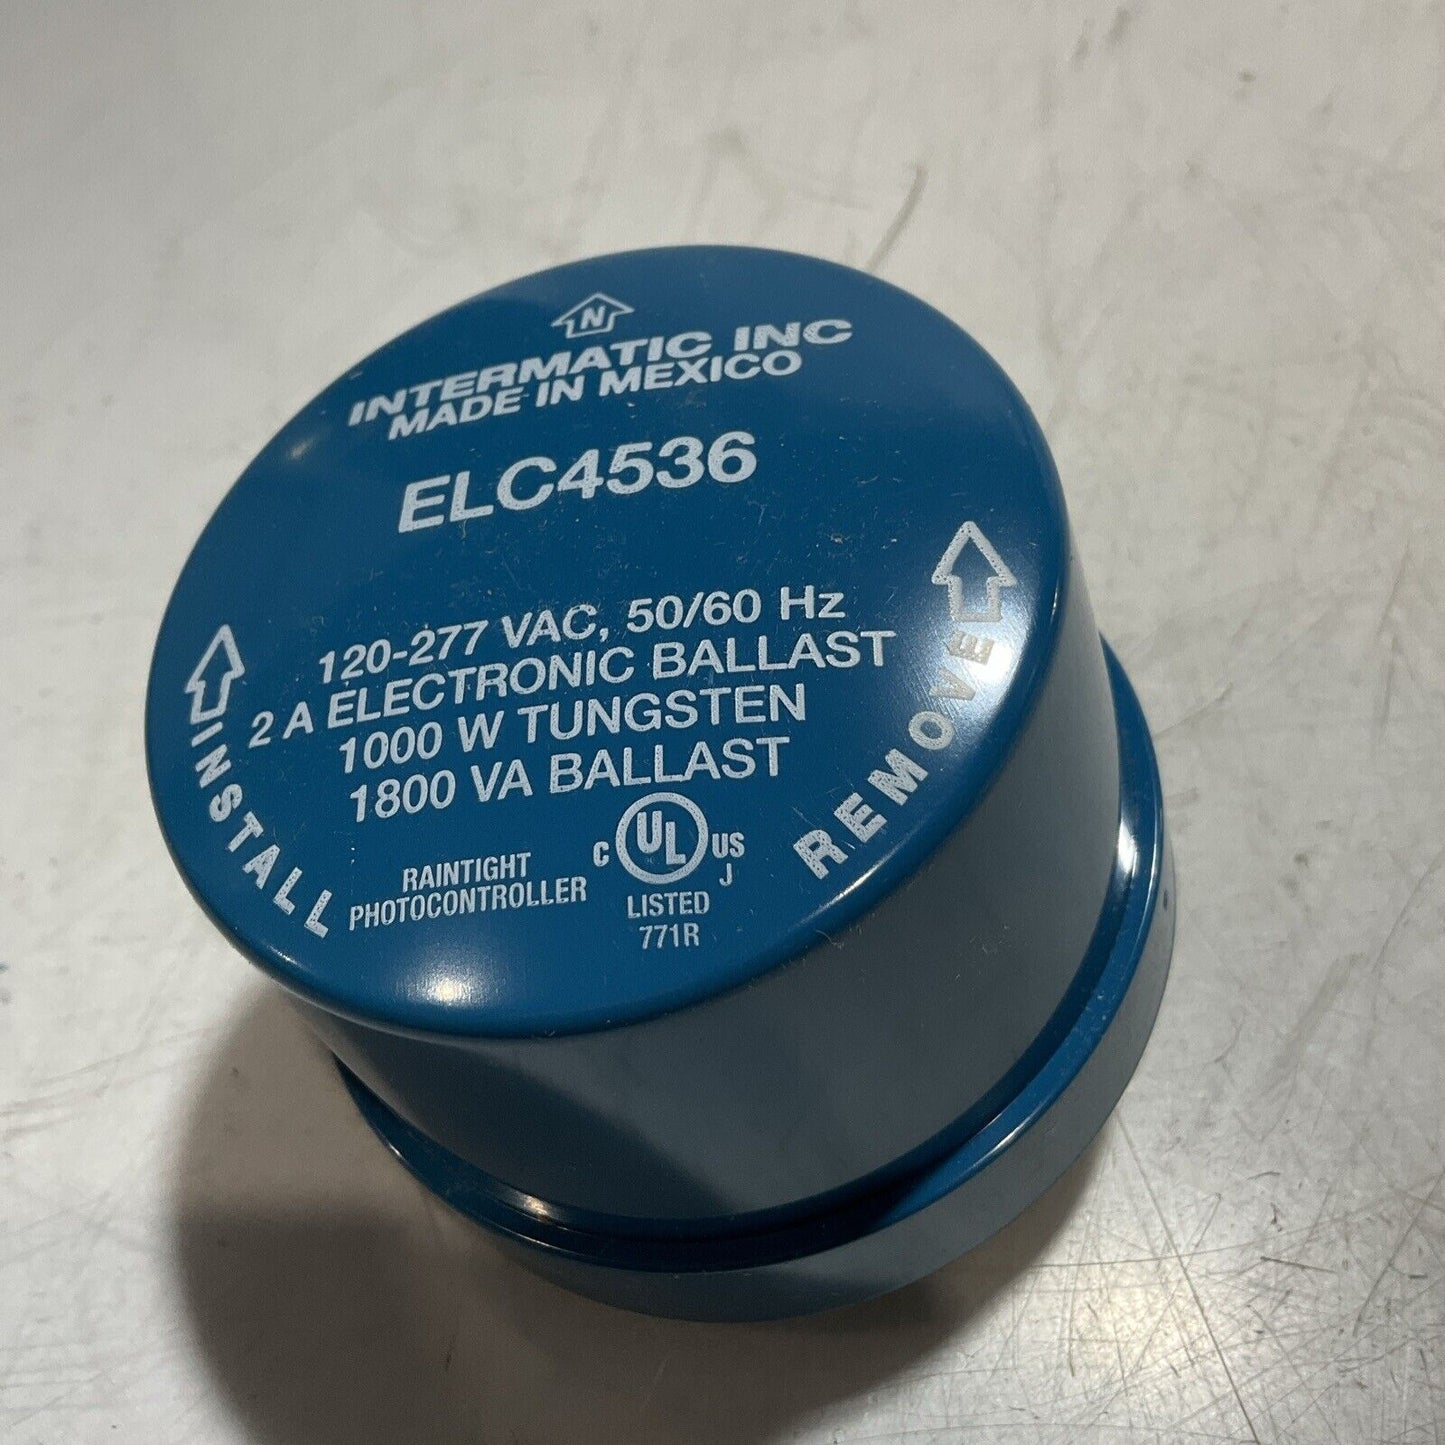 N
INTERMATIC INC
MADE IN MEXICO
ELC4536
120-277 VAC, 50/60 Hz
2 A ELECTRONIC BALLAST
1000 W TUNGSTEN
1800 VA BALLAST
INSTALL
REMOVE
RAINTIGHT
PHOTOCONTROLLER
C UL US
J
LISTED
771R